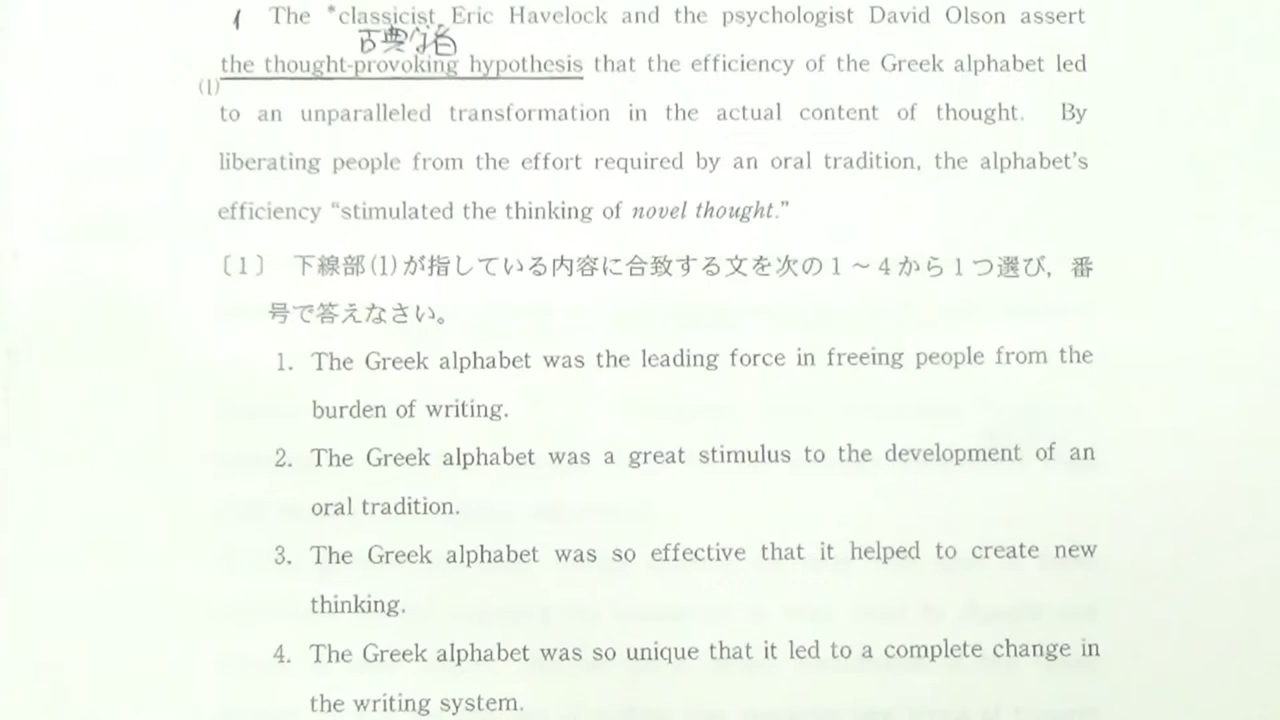 1 The *classicist Eric Havelock and the psychologist David Olson assert
古典学者
the thought-provoking hypothesis that the efficiency of the Greek alphabet led
(1)
to an unparalleled transformation in the actual content of thought. By
liberating people from the effort required by an oral tradition, the alphabet's
efficiency “stimulated the thinking of novel thought.”
〔1〕 下線部(1)が指している内容に合致する文を次の1～4から1つ選び，番
号で答えなさい。
1. The Greek alphabet was the leading force in freeing people from the
burden of writing.
2. The Greek alphabet was a great stimulus to the development of an
oral tradition.
3. The Greek alphabet was so effective that it helped to create new
thinking.
4. The Greek alphabet was so unique that it led to a complete change in
the writing system.